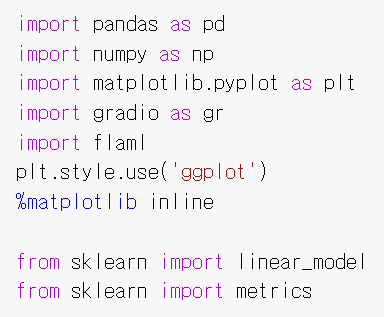 import pandas as pd
import numpy as np
import matplotlib.pyplot as plt
import gradio as gr
import flaml
plt.style.use('ggplot')
%matplotlib inline
from sklearn import linear_model
from sklearn import metrics